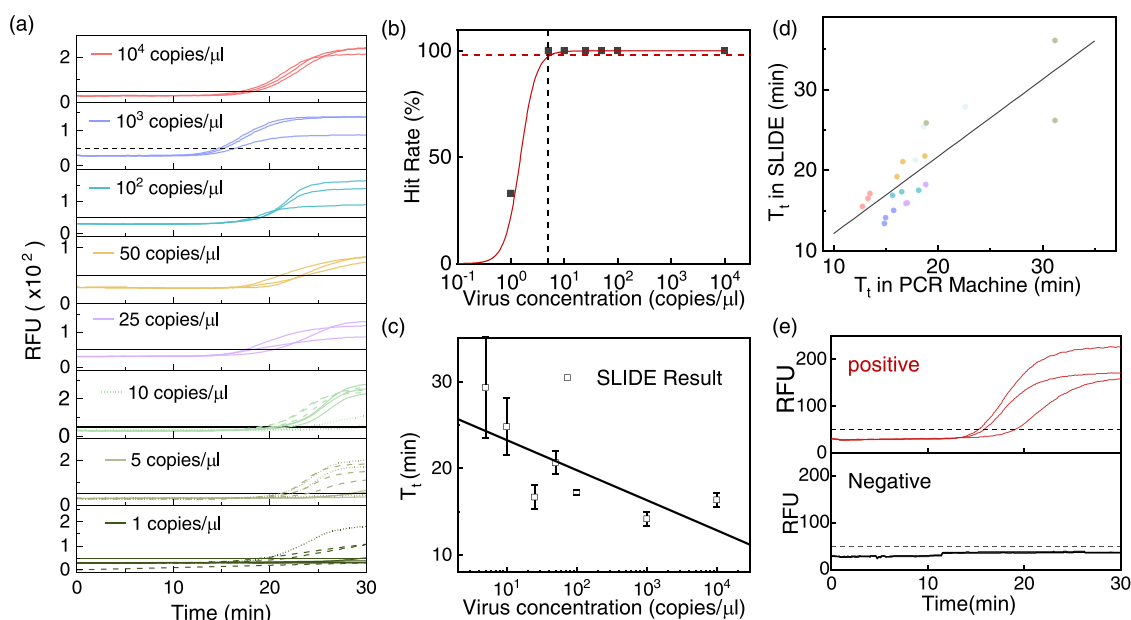 (a)
10⁴ copies/μl
2
1
0
10³ copies/μl
1
0
10² copies/μl
1
0
50 copies/μl
1
0
25 copies/μl
1
0
10 copies/μl
2
1
0
5 copies/μl
2
1
0
1 copies/μl
2
1
0
RFU ( x10²)
0 10 20 30
Time (min)
(b)
100
50
0
Hit Rate (%)
10⁻¹ 10⁰ 10¹ 10² 10³ 10⁴
Virus concentration (copies/μl)
(c)
SLIDE Result
30
20
10
Tₜ (min)
10¹ 10² 10³ 10⁴
Virus concentration (copies/μl)
(d)
40
30
20
10
Tₜ in SLIDE (min)
10 20 30
Tₜ in PCR Machine (min)
(e)
positive
200
100
0
RFU
Negative
200
100
0
RFU
0 10 20 30
Time(min)